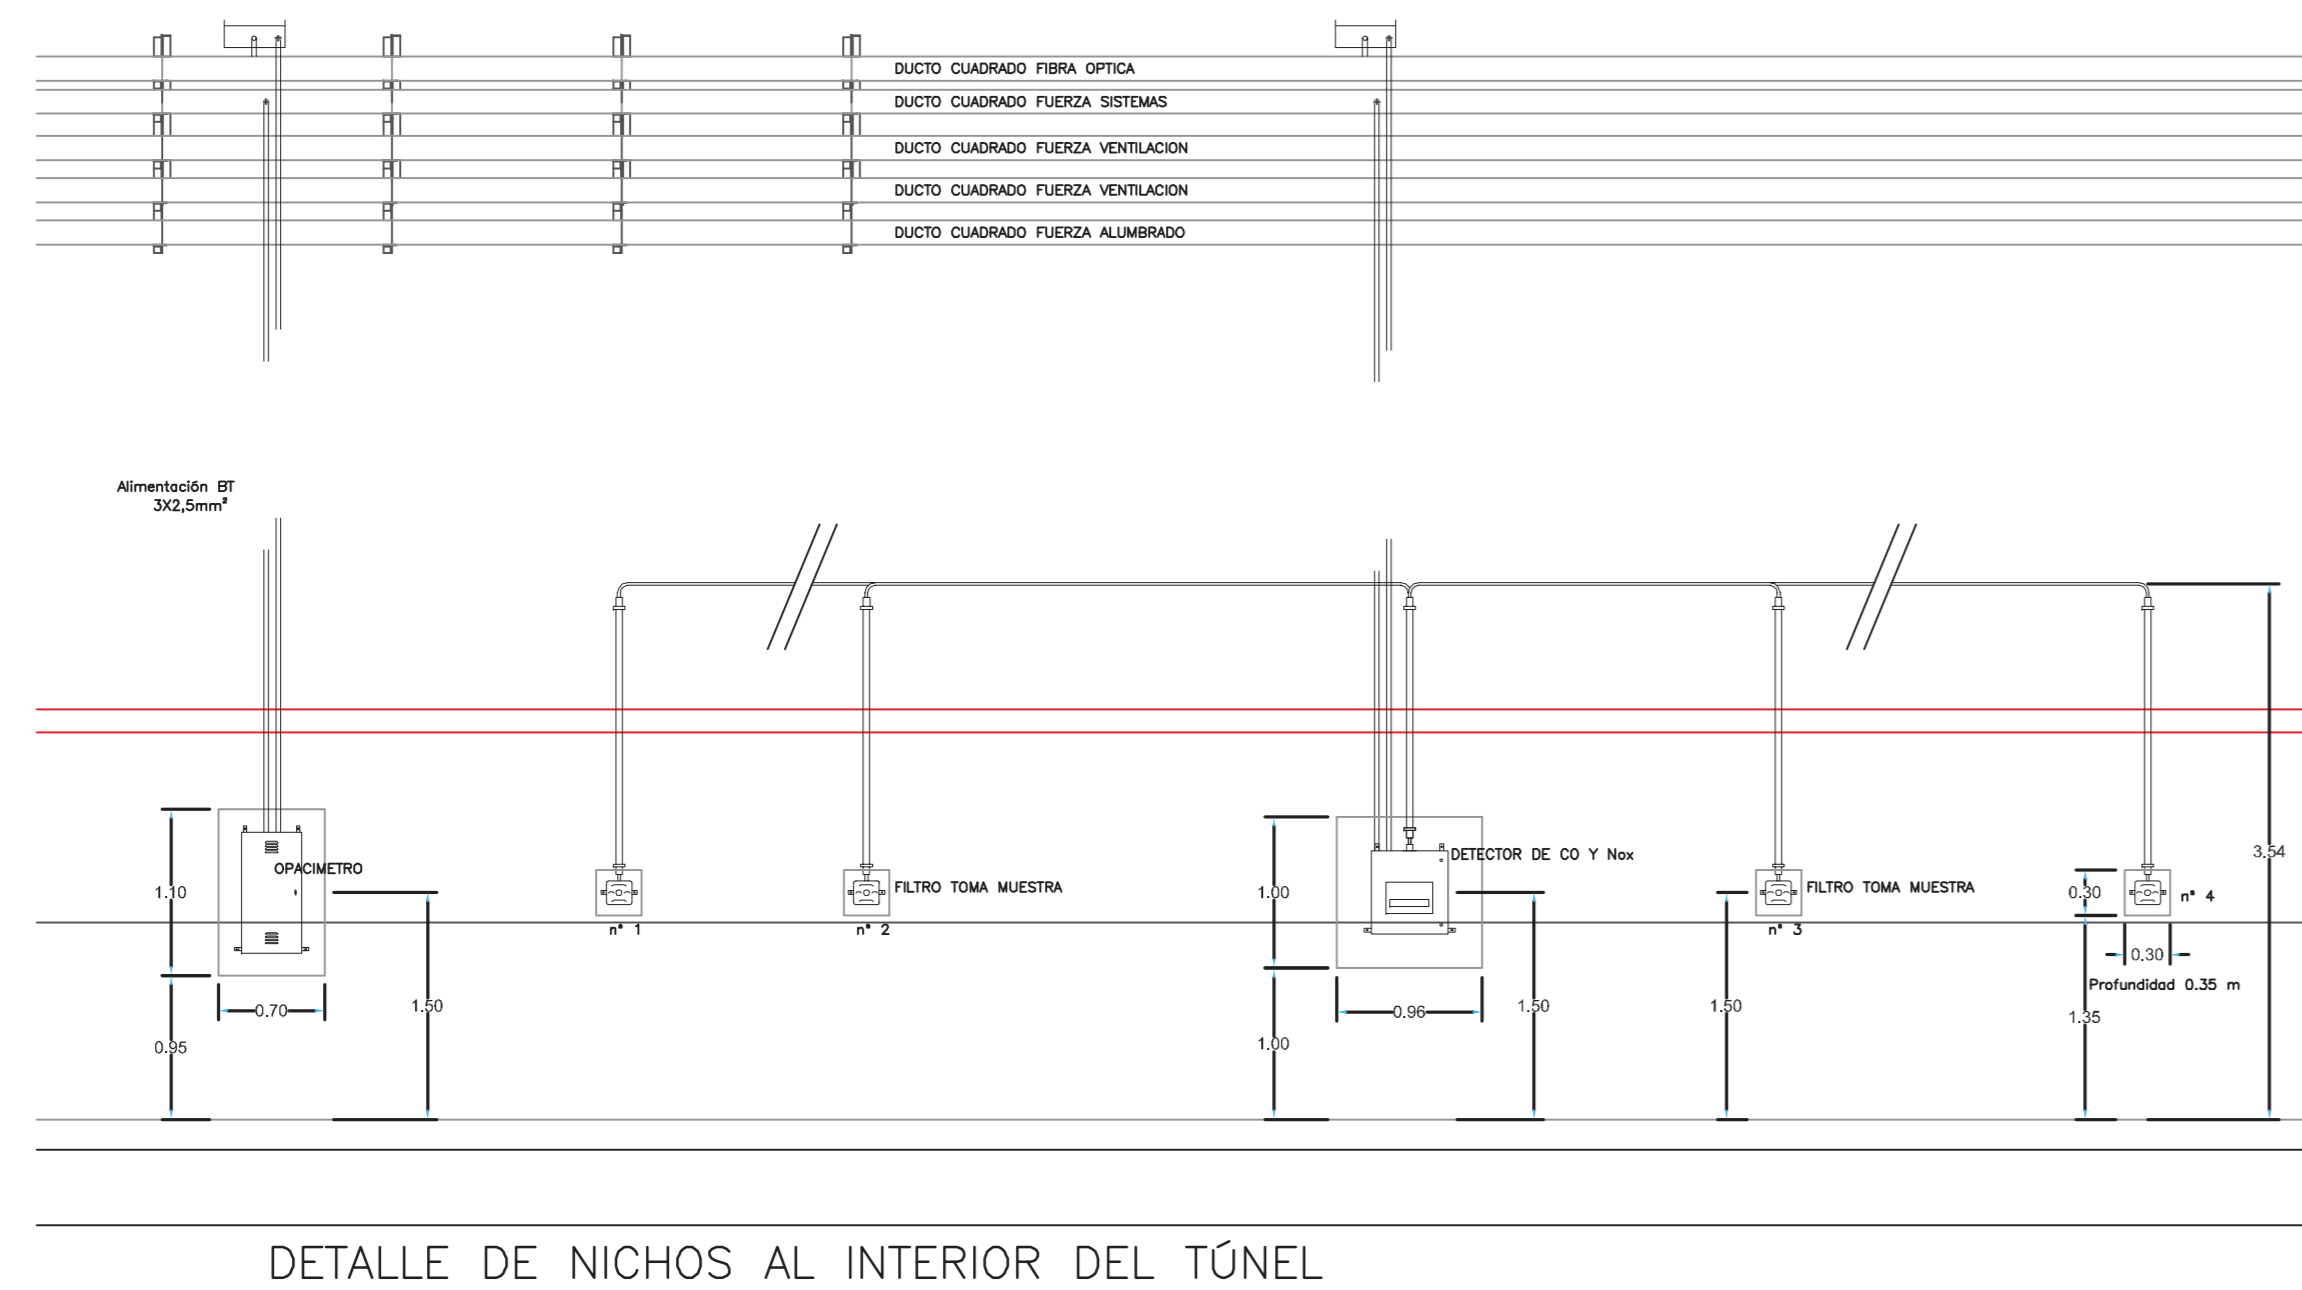 DUCTO CUADRADO FIBRA OPTICA
DUCTO CUADRADO FUERZA SISTEMAS
DUCTO CUADRADO FUERZA VENTILACION
DUCTO CUADRADO FUERZA VENTILACION
DUCTO CUADRADO FUERZA ALUMBRADO
Alimentación BT
3X2,5mm²
OPACIMETRO
1.10
0.70
0.95
1.50
n° 1
FILTRO TOMA MUESTRA
n° 2
DETECTOR DE CO Y Nox
1.00
0.96
1.00
1.50
1.50
FILTRO TOMA MUESTRA
n° 3
3.54
0.30
n° 4
0.30
Profundidad 0.35 m
1.35
DETALLE DE NICHOS AL INTERIOR DEL TÚNEL